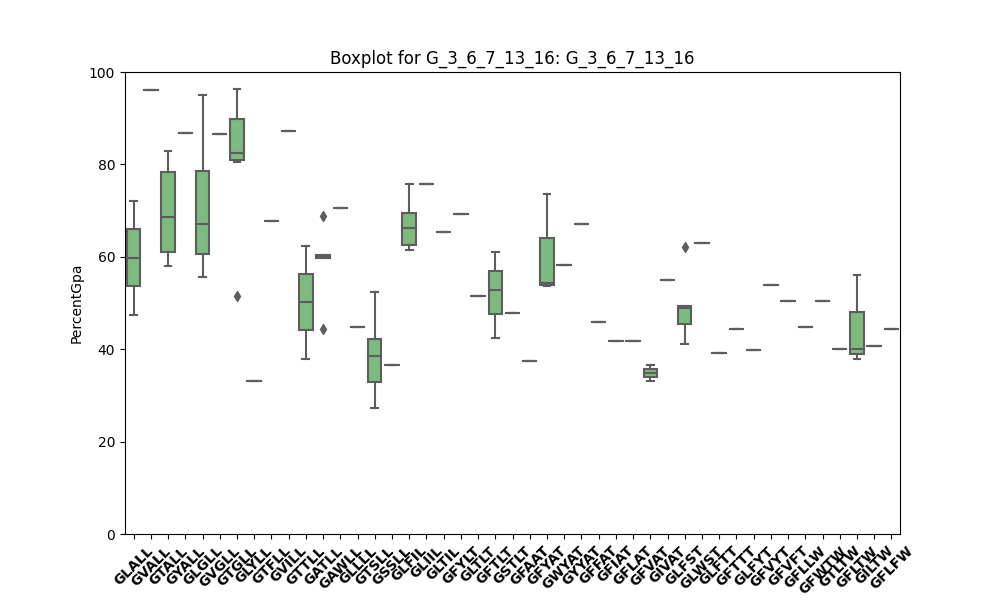 Boxplot for G_3_6_7_13_16: G_3_6_7_13_16
PercentGpa
100
80
60
40
20
0
GLALL
GVALL
GTALL
GYALL
GLGLL
GVGLL
GTGLL
GLYLL
GTFLL
GVILL
GTTLL
GATLL
GAWLL
GLLLL
GTSLL
GSSLL
GLFIL
GLIIL
GLTIL
GFYLT
GLTLT
GFTLT
GSTLT
GFAAT
GFYAT
GWYAT
GYYAT
GFFAT
GFIAT
GFLAT
GFVAT
GIVAT
GLFST
GLWST
GLFTT
GFTTT
GLFYT
GFVYT
GFVFT
GFLLW
GFWTW
GTLYW
GFLTW
GILTW
GFLFW